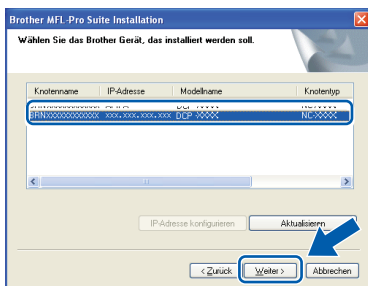 Brother MFL-Pro Suite Installation
Wählen Sie das Brother Gerät, das installiert werden soll.
Knotenname IP-Adresse Modellname Knotentyp
BRNXXXXXXXXXXXX xxx.xxx.xxx.xxx DCP-XXXX NC-XXXX
IP-Adresse konfigurieren Aktualisieren
< Zurück Weiter > Abbrechen